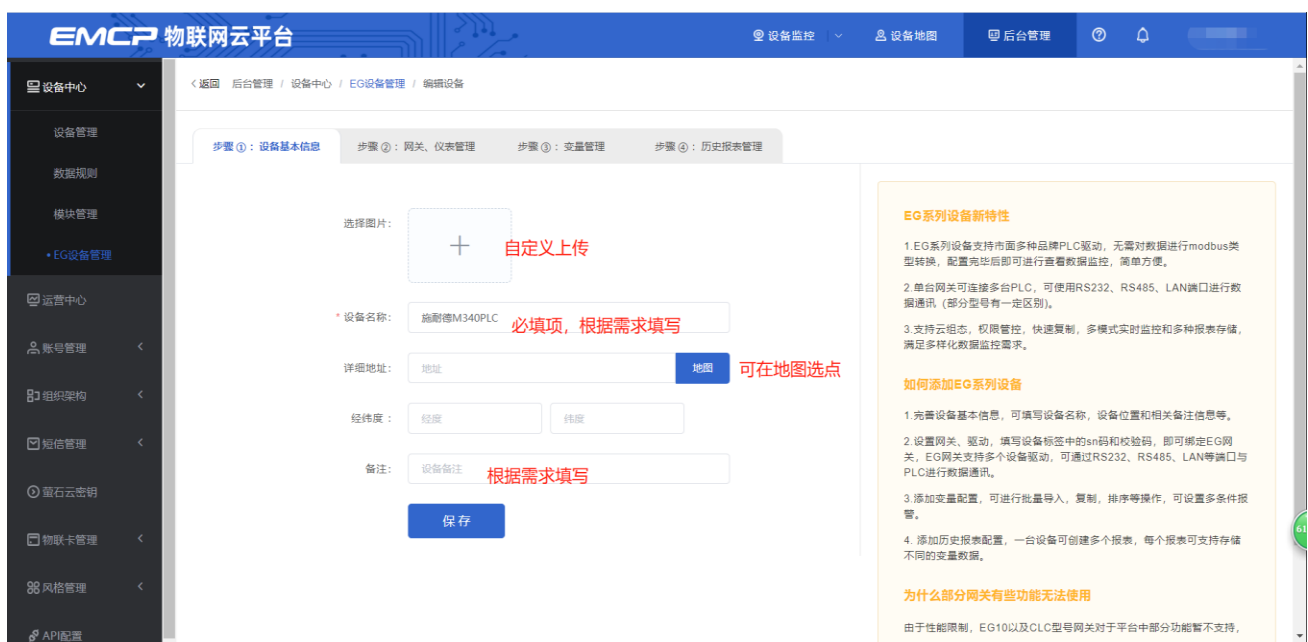 EMCP 物联网云平台
设备监控
设备地图
后台管理
设备中心
设备管理
数据规则
模块管理
•EG设备管理
运营中心
账号管理
组织架构
短信管理
萤石云密钥
物联卡管理
风格管理
API配置
返回 后台管理 / 设备中心 / EG设备管理 / 编辑设备
步骤①：设备基本信息 步骤②：网关、仪表管理 步骤③：变量管理 步骤④：历史报表管理
选择图片：
自定义上传
* 设备名称： 施耐德M340PLC 必填项，根据需求填写
详细地址： 地址 地图 可在地图选点
经纬度： 经度 纬度
备注： 设备备注 根据需求填写
保存
EG系列设备新特性
1.EG系列设备支持市面多种品牌PLC驱动，无需对数据进行modbus类
型转换，配置完毕后即可进行查看数据监控，简单方便。
2.单台网关可连接多台PLC，可使用RS232、RS485、LAN端口进行数
据通讯（部分型号有一定区别)。
3.支持云组态，权限管控，快速复制，多模式实时监控和多种报表存储，
满足多样化数据监控需求。
如何添加EG系列设备
1.完善设备基本信息，可填写设备名称，设备位置和相关备注信息等。
2.设置网关、驱动，填写设备标签中的sn码和校验码，即可绑定EG网
关，EG网关支持多个设备驱动，可通过RS232、RS485、LAN等端口与
PLC进行数据通讯。
3.添加变量配置，可进行批量导入，复制，排序等操作，可设置多条件报
警。
4. 添加历史报表配置，一台设备可创建多个报表，每个报表可支持存储
不同的变量数据。
为什么部分网关有些功能无法使用
由于性能限制，EG10以及CLC型号网关对于平台中部分功能暂不支持，
61